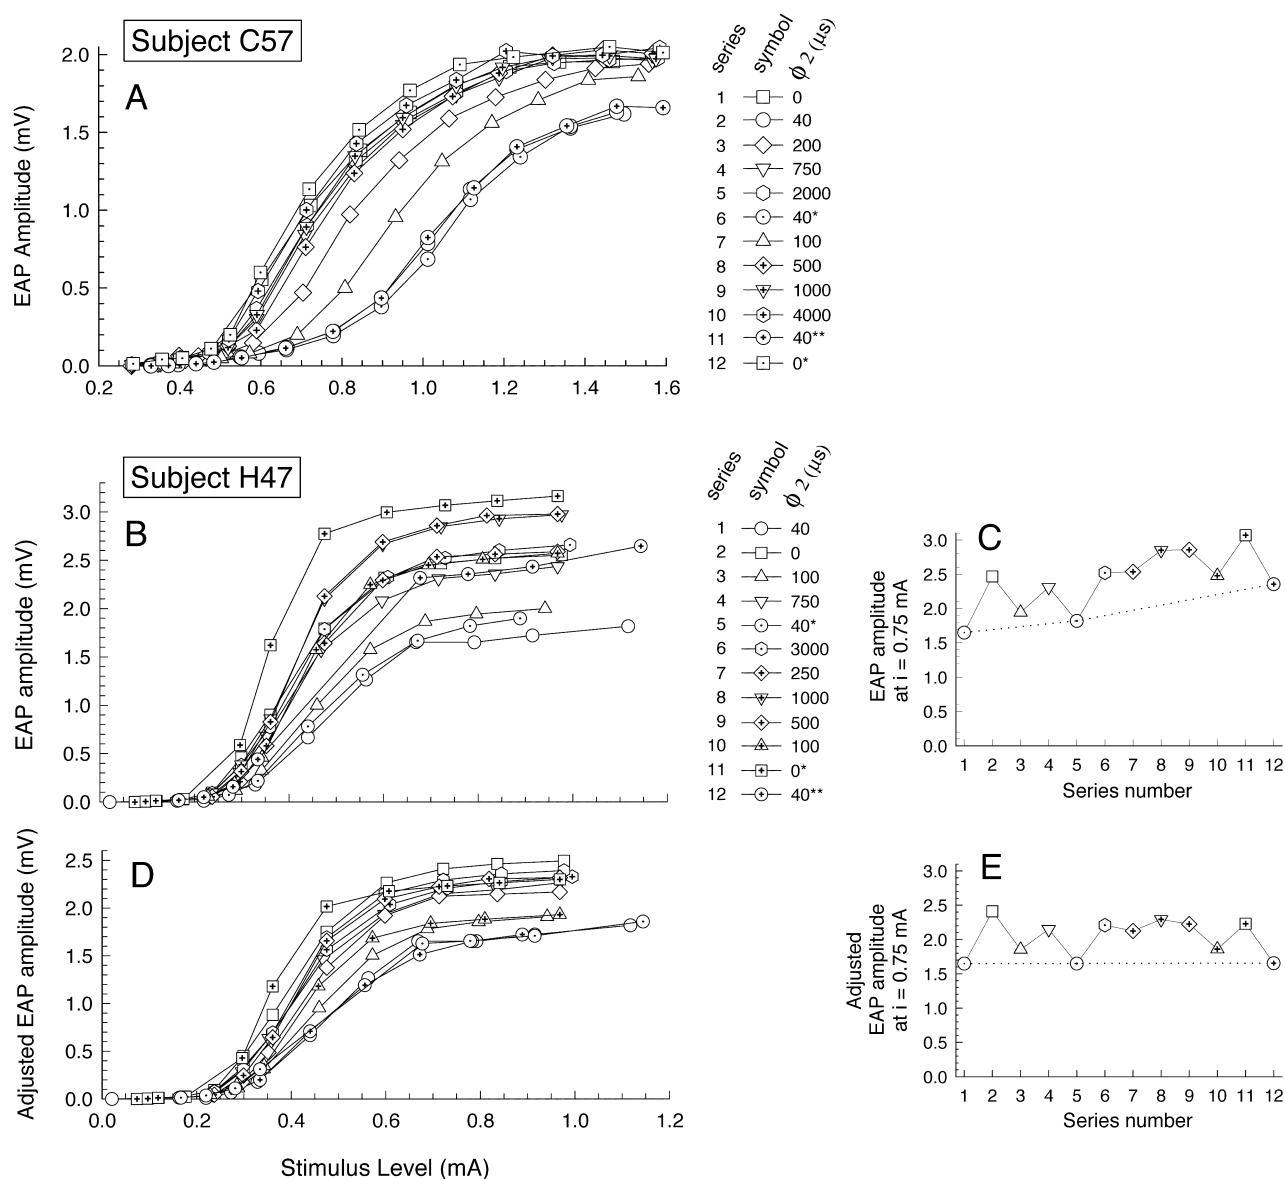 Subject C57
A
EAP Amplitude (mV)
2.0
1.5
1.0
0.5
0.0
0.2 0.4 0.6 0.8 1.0 1.2 1.4 1.6
series symbol ϕ 2 (µs)
1 0
2 40
3 200
4 750
5 2000
6 40*
7 100
8 500
9 1000
10 4000
11 40**
12 0*
Subject H47
B
EAP amplitude (mV)
3.0
2.5
2.0
1.5
1.0
0.5
0.0
series symbol ϕ 2 (µs)
1 40
2 0
3 100
4 750
5 40*
6 3000
7 250
8 1000
9 500
10 100
11 0*
12 40**
C
EAP amplitude
at i = 0.75 mA
3.0
2.5
2.0
1.5
1.0
0.5
0.0
1 2 3 4 5 6 7 8 9 10 11 12
Series number
D
Adjusted EAP amplitude (mV)
2.5
2.0
1.5
1.0
0.5
0.0
0.0 0.2 0.4 0.6 0.8 1.0 1.2
Stimulus Level (mA)
E
Adjusted
EAP amplitude
at i = 0.75 mA
3.0
2.5
2.0
1.5
1.0
0.5
0.0
1 2 3 4 5 6 7 8 9 10 11 12
Series number